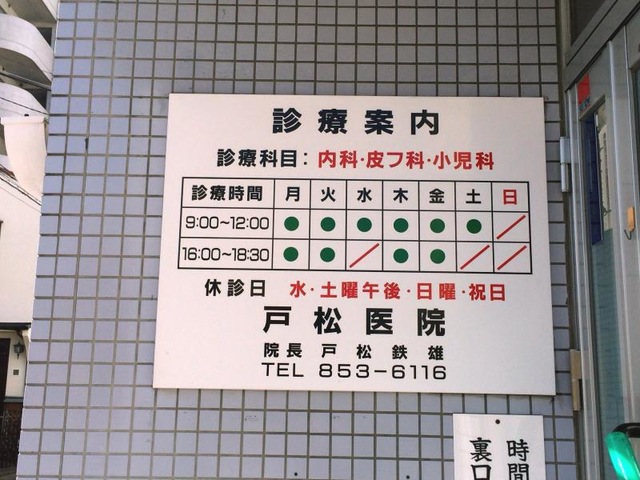 診療案内
診療科目：内科・皮フ科・小児科
診療時間 月 火 水 木 金 土 日
9:00～12:00 ● ● ● ● ● ● ／
16:00～18:30 ● ● ／ ● ● ／ ／
休診日 水・土曜午後・日曜・祝日
戸松医院
院長 戸松鉄雄
TEL 853-6116
時間
裏口